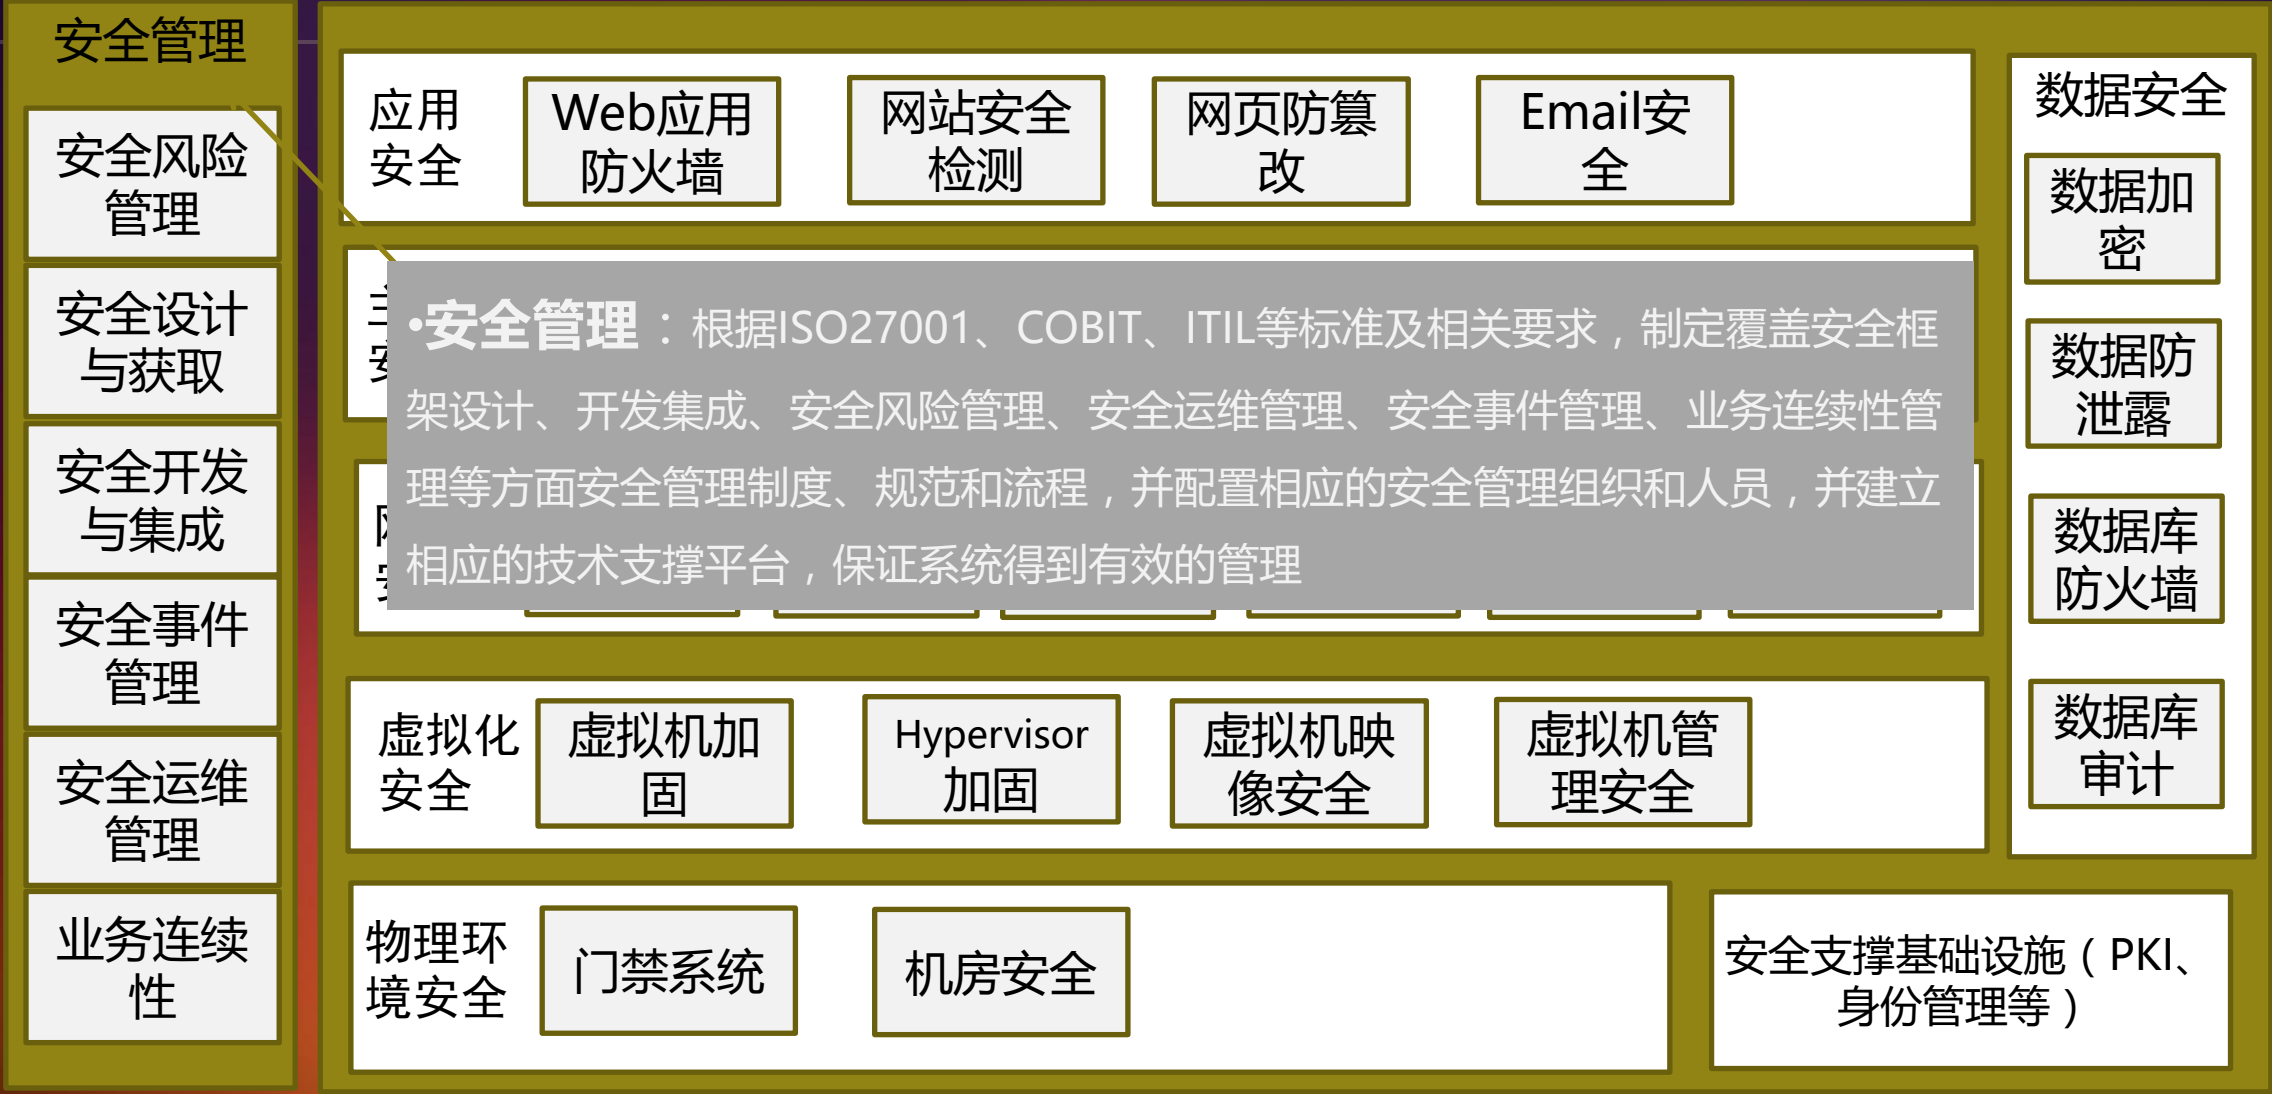 安全管理
安全风险
管理
安全设计
与获取
安全开发
与集成
安全事件
管理
安全运维
管理
业务连续
性
应用
安全
Web应用
防火墙
网站安全
检测
网页防篡
改
Email安
全
•安全管理：根据ISO27001、COBIT、ITIL等标准及相关要求，制定覆盖安全框
架设计、开发集成、安全风险管理、安全运维管理、安全事件管理、业务连续性管
理等方面安全管理制度、规范和流程，并配置相应的安全管理组织和人员，并建立
相应的技术支撑平台，保证系统得到有效的管理
虚拟化
安全
虚拟机加
固
Hypervisor
加固
虚拟机映
像安全
虚拟机管
理安全
物理环
境安全
门禁系统
机房安全
数据安全
数据加
密
数据防
泄露
数据库
防火墙
数据库
审计
安全支撑基础设施（PKI、
身份管理等）